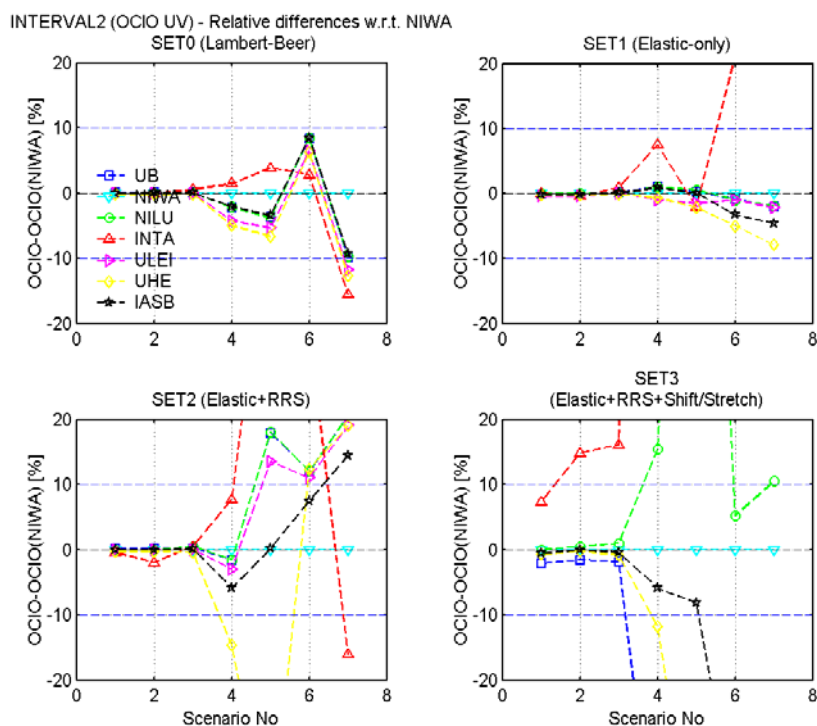 INTERVAL2 (OClO UV) - Relative differences w.r.t. NIWA
SET0 (Lambert-Beer)
20
10
0
-10
-20
OClO-OClO(NIWA) [%]
UB
NIWA
NILU
INTA
ULEI
UHE
IASB
0 2 4 6 8
SET1 (Elastic-only)
20
10
0
-10
-20
OClO-OClO(NIWA) [%]
0 2 4 6 8
SET2 (Elastic+RRS)
20
10
0
-10
-20
OClO-OClO(NIWA) [%]
0 2 4 6 8
Scenario No
SET3
(Elastic+RRS+Shift/Stretch)
20
10
0
-10
-20
OClO-OClO(NIWA) [%]
0 2 4 6 8
Scenario No